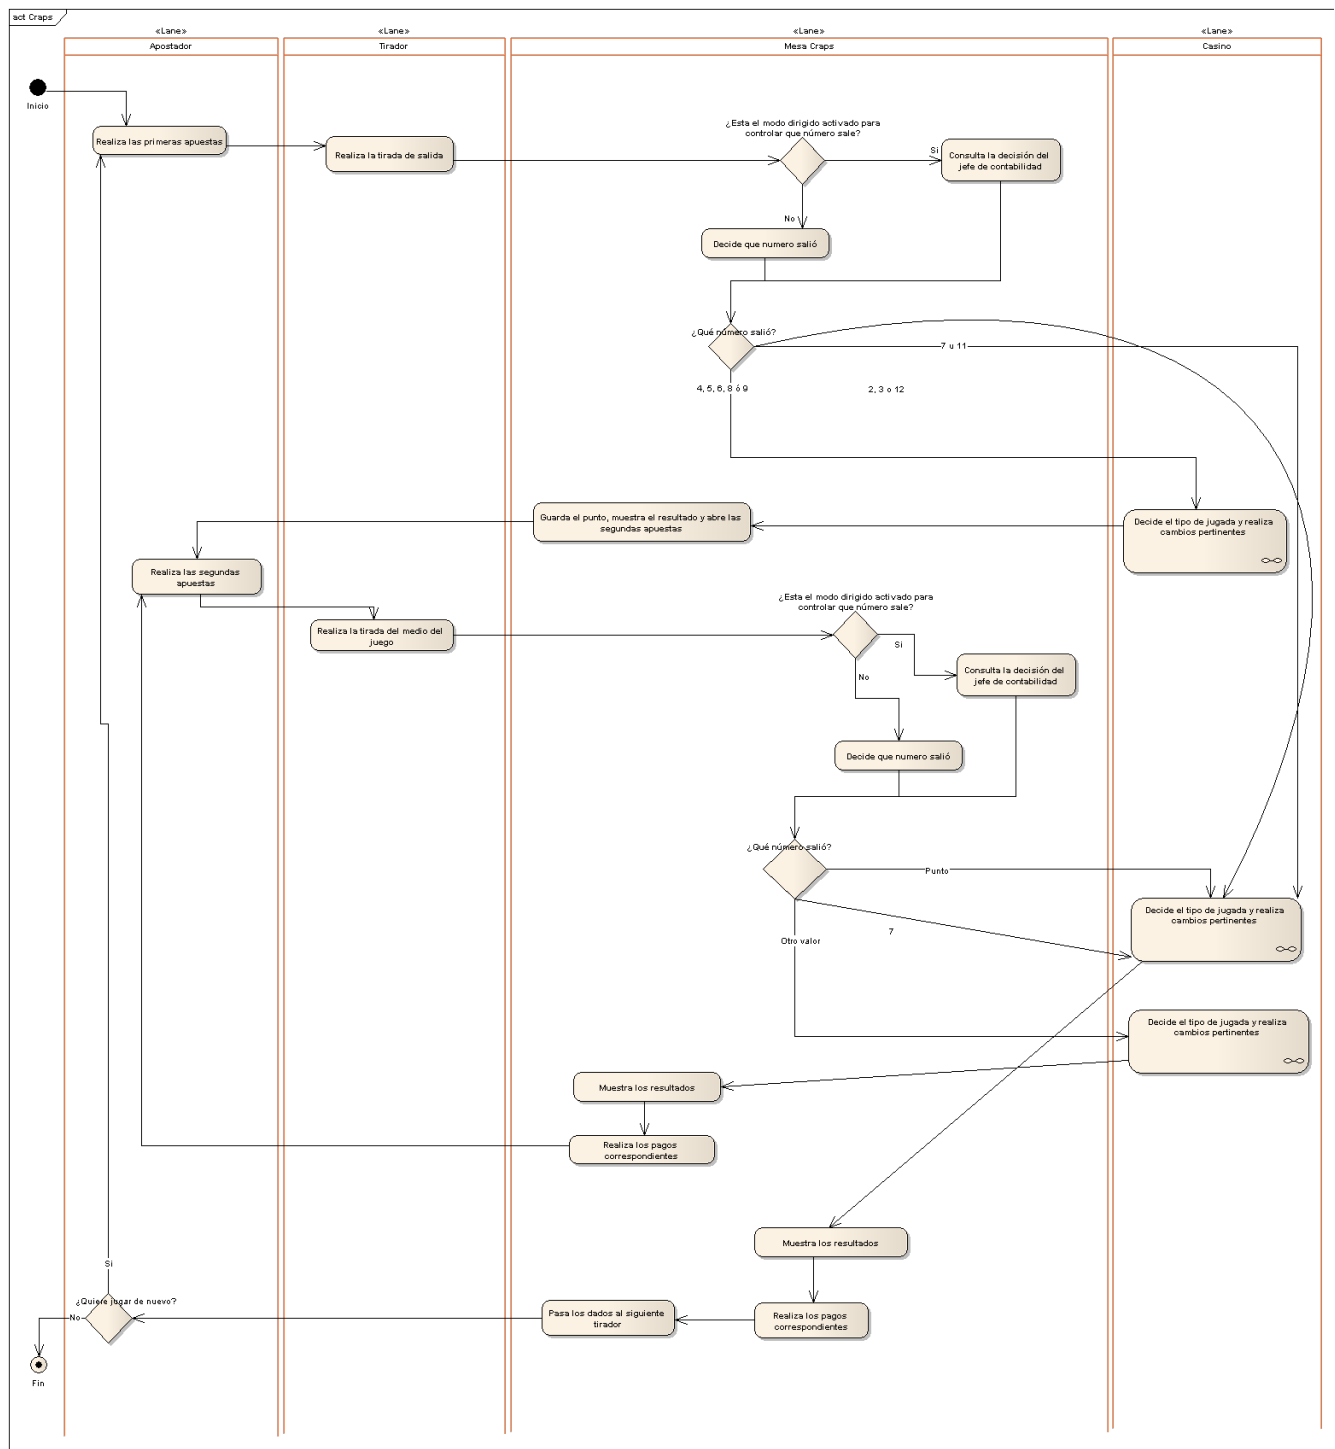 act Craps
«Lane»
«Lane»
«Lane»
«Lane»
Apostador
Tirador
Mesa Craps
Casino
Inicio
¿Esta el modo dirigido activado para
controlar que número sale?
Realiza las primeras apuestas
Realiza la tirada de salida
Si
Consulta la decisión del
jefe de contabilidad
No
Decide que numero salió
¿Qué número salió?
7 u 11
4, 5, 6, 8 ó 9
2, 3 o 12
Guarda el punto, muestra el resultado y abre las
segundas apuestas
Decide el tipo de jugada y realiza
cambios pertinentes
Realiza las segundas
apuestas
¿Esta el modo dirigido activado para
controlar que número sale?
Realiza la tirada del medio del
juego
Si
Consulta la decisión del
jefe de contabilidad
No
Decide que numero salió
¿Qué número salió?
Punto
Decide el tipo de jugada y realiza
cambios pertinentes
7
Otro valor
Decide el tipo de jugada y realiza
cambios pertinentes
Muestra los resultados
Realiza los pagos
correspondientes
Muestra los resultados
Si
¿Quiere jugar de nuevo?
No
Pasa los dados al siguiente
tirador
Realiza los pagos
correspondientes
Fin